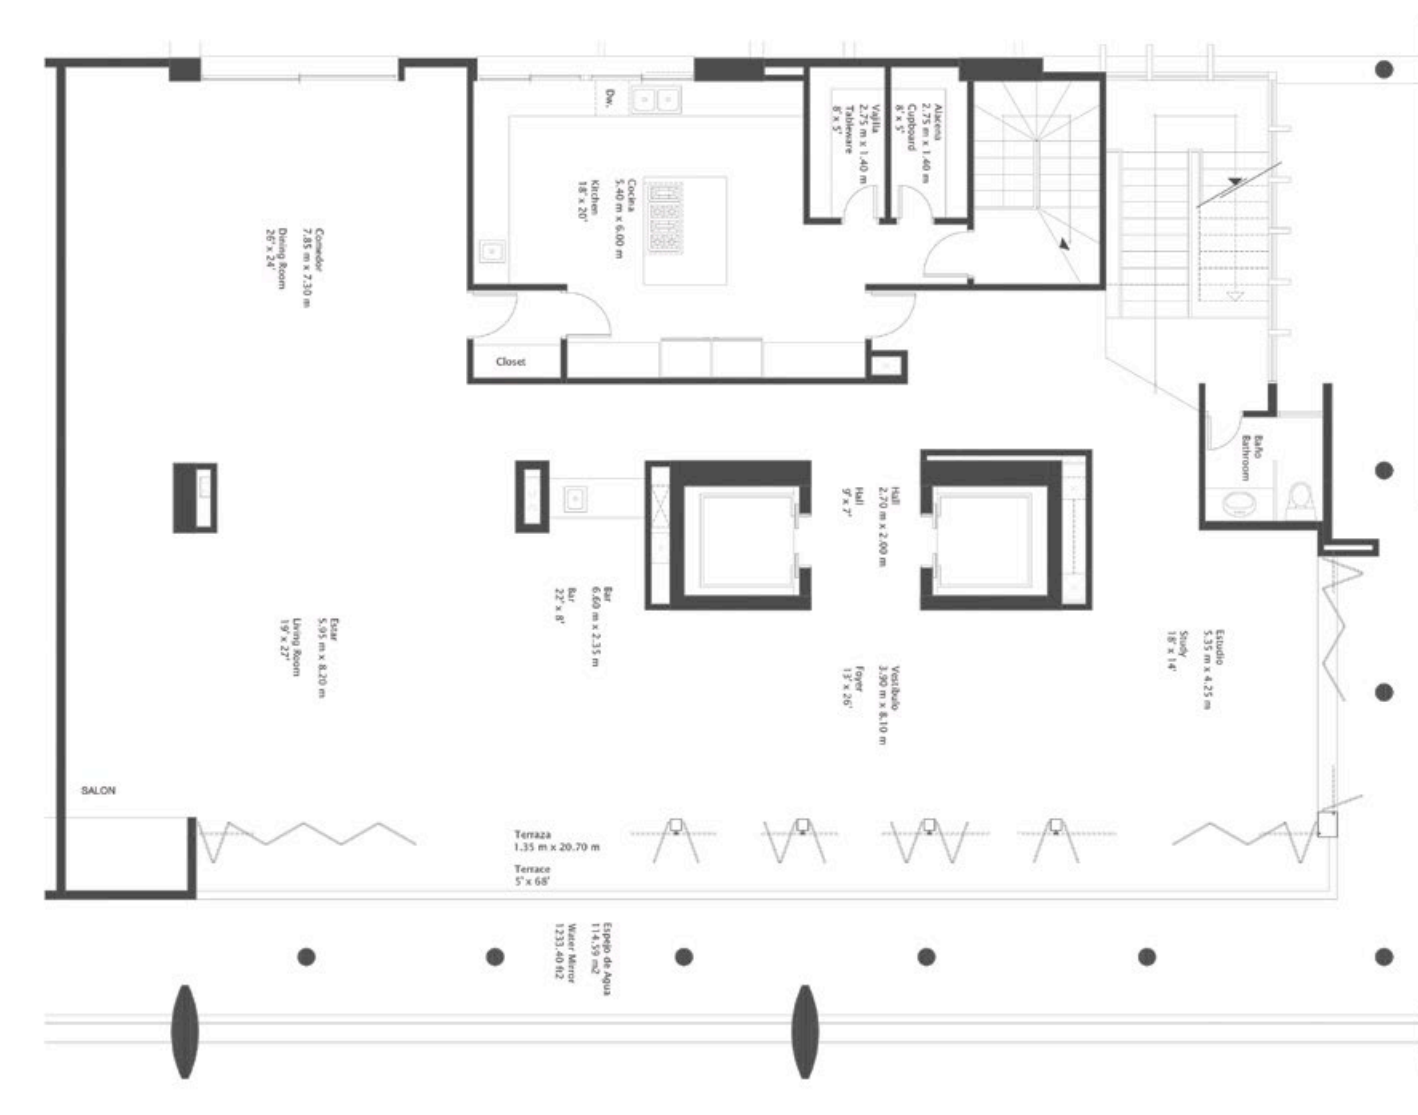 Dw.
Vajilla
2.75 m x 1.40 m
Tableware
8' x 5'
Alacena
2.75 m x 1.40 m
Cupboard
8' x 5'
Cocina
5.40 m x 6.00 m
Kitchen
18' x 20'
Comedor
7.85 m x 7.30 m
Dining Room
26' x 24'
Closet
Baño
Bathroom
Hall
2.70 m x 2.00 m
Hall
9' x 7'
Bar
6.60 m x 2.35 m
Bar
22' x 8'
Estar
5.95 m x 8.20 m
Living Room
19' x 27'
Vestíbulo
3.90 m x 8.10 m
Foyer
13' x 26'
Estudio
5.35 m x 4.25 m
Study
18' x 14'
SALON
Terraza
1.35 m x 20.70 m
Terrace
5' x 68'
Espejo de Agua
114.59 m2
Water Mirror
1233.40 ft2